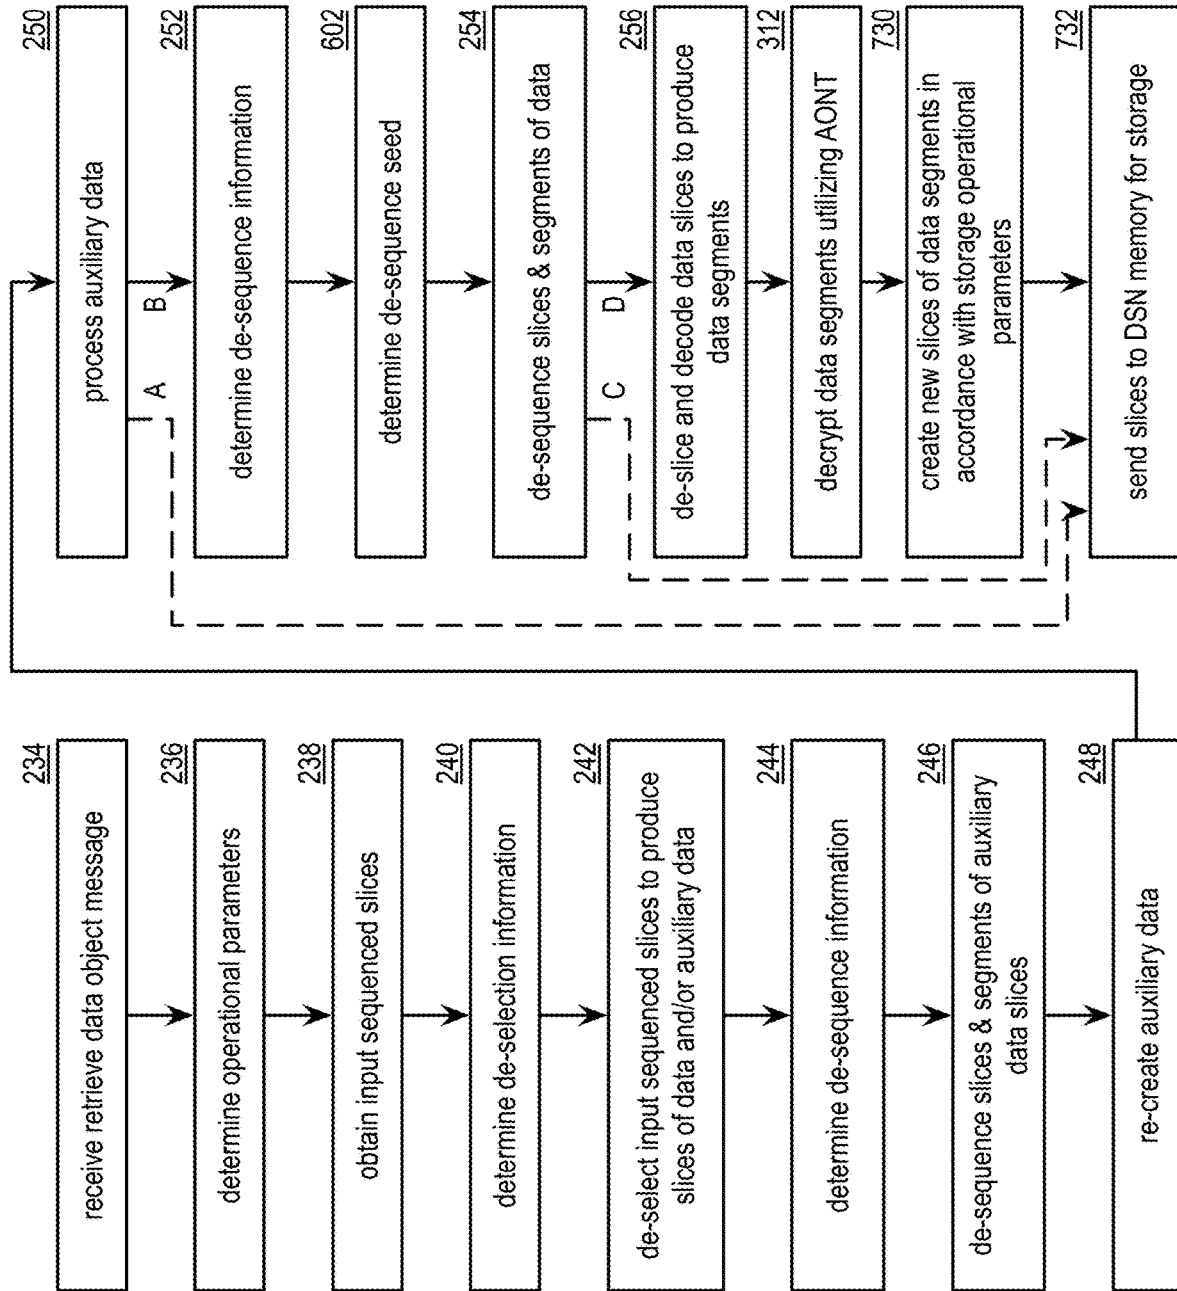 234
receive retrieve data object message
236
determine operational parameters
238
obtain input sequenced slices
240
determine de-selection information
242
de-select input sequenced slices to produce
slices of data and/or auxiliary data
244
determine de-sequence information
246
de-sequence slices & segments of auxiliary
data slices
248
re-create auxiliary data
250
process auxiliary data
A
B
252
determine de-sequence information
602
determine de-sequence seed
254
de-sequence slices & segments of data
C
D
256
de-slice and decode data slices to produce
data segments
312
decrypt data segments utilizing AONT
730
create new slices of data segments in
accordance with storage operational
parameters
732
send slices to DSN memory for storage